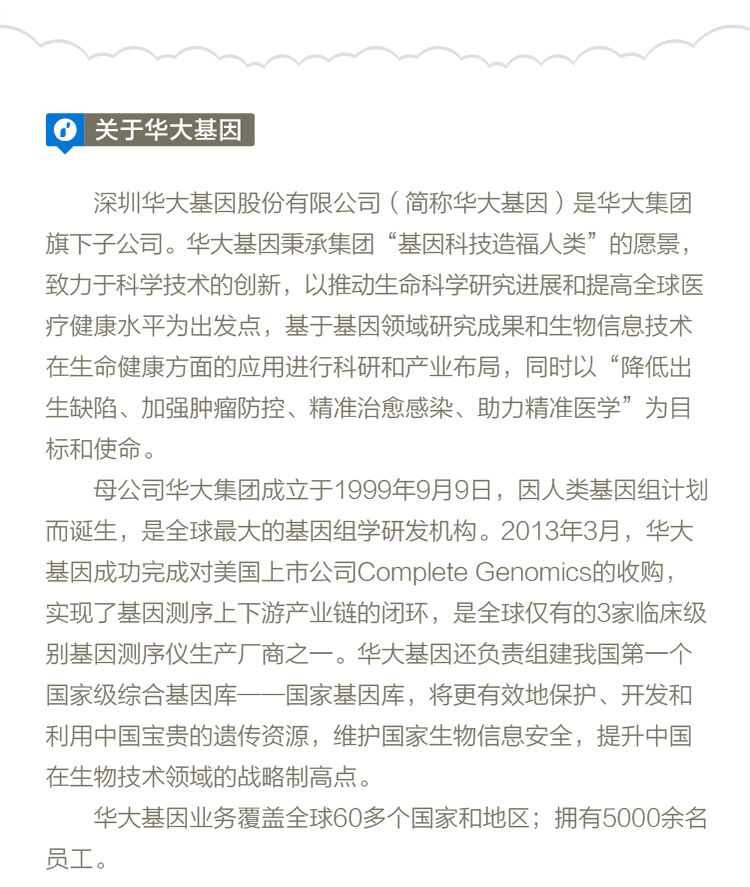 关于华大基因
深圳华大基因股份有限公司（简称华大基因）是华大集团
旗下子公司。华大基因秉承集团“基因科技造福人类”的愿景，
致力于科学技术的创新，以推动生命科学研究进展和提高全球医
疗健康水平为出发点，基于基因领域研究成果和生物信息技术
在生命健康方面的应用进行科研和产业布局，同时以“降低出
生缺陷、加强肿瘤防控、精准治愈感染、助力精准医学”为目
标和使命。
母公司华大集团成立于1999年9月9日，因人类基因组计划
而诞生，是全球最大的基因组学研发机构。2013年3月，华大
基因成功完成对美国上市公司Complete Genomics的收购，
实现了基因测序上下游产业链的闭环，是全球仅有的3家临床级
别基因测序仪生产厂商之一。华大基因还负责组建我国第一个
国家级综合基因库——国家基因库，将更有效地保护、开发和
利用中国宝贵的遗传资源，维护国家生物信息安全，提升中国
在生物技术领域的战略制高点。
华大基因业务覆盖全球60多个国家和地区；拥有5000余名
员工。